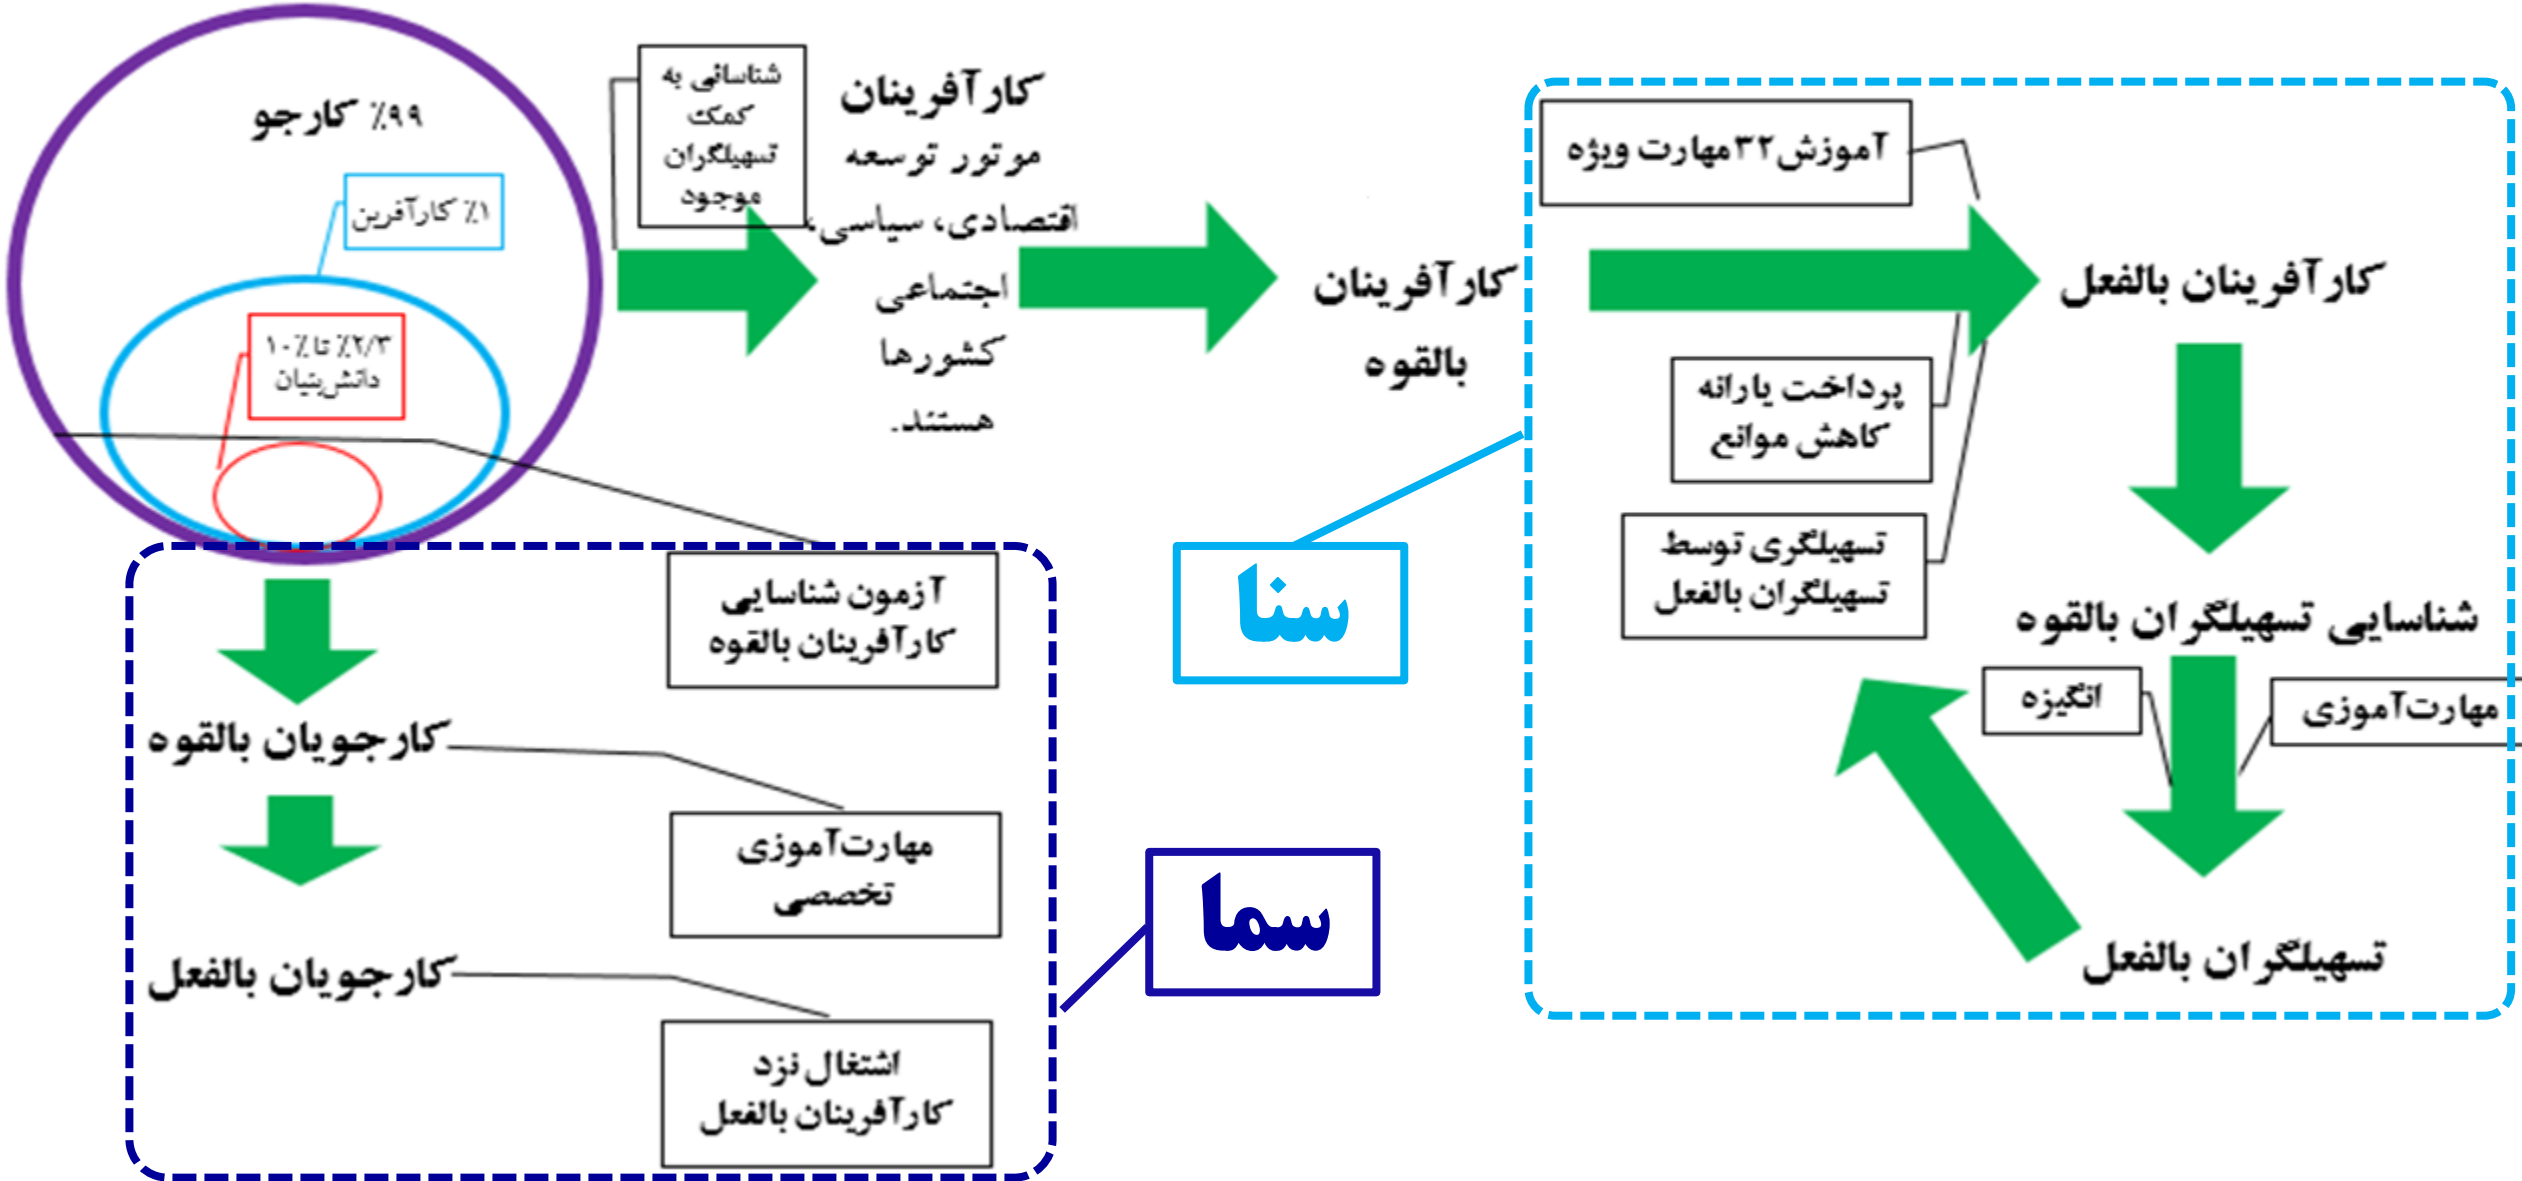 ۹۹٪ کارجو
۱٪ کارآفرین
۲/۳٪ تا ۱۰٪
دانش‌بنیان
شناسائی به
کمک
تسهیلگران
موجود
کارآفرینان
موتور توسعه
اقتصادی، سیاسی،
اجتماعی
کشورها
هستند.
کارآفرینان
بالقوه
آموزش۳۲مهارت ویژه
کارآفرینان بالفعل
پرداخت یارانه
کاهش موانع
تسهیلگری توسط
تسهیلگران بالفعل
شناسایی تسهیلگران بالقوه
انگیزه
مهارت‌آموزی
تسهیلگران بالفعل
سنا
سما
آزمون شناسایی
کارآفرینان بالقوه
کارجویان بالقوه
مهارت‌آموزی
تخصصی
کارجویان بالفعل
اشتغال نزد
کارآفرینان بالفعل